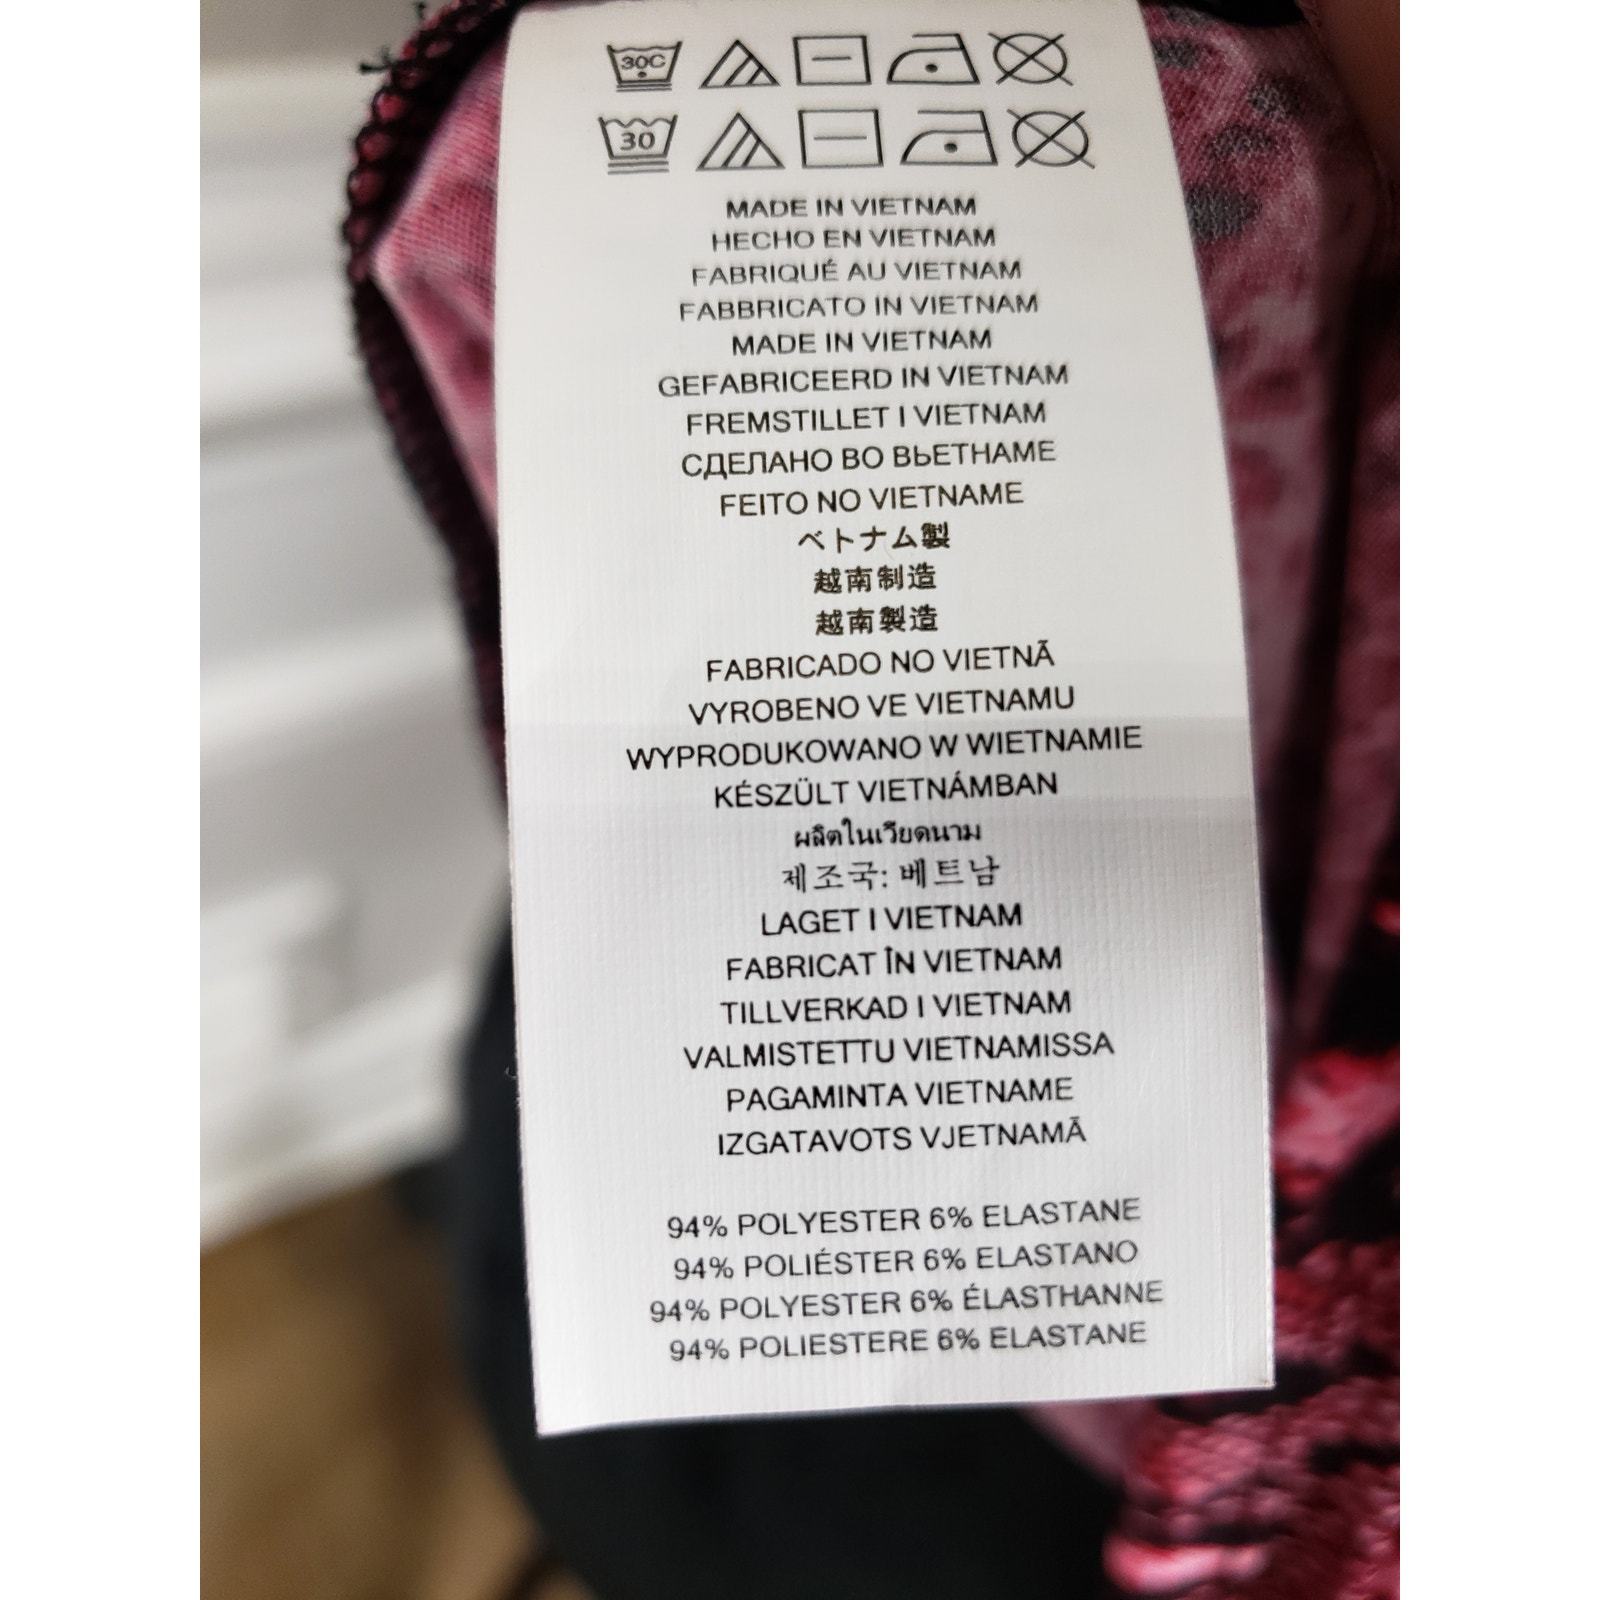 30C
30
MADE IN VIETNAM
HECHO EN VIETNAM
FABRIQUÉ AU VIETNAM
FABBRICATO IN VIETNAM
MADE IN VIETNAM
GEFABRICEERD IN VIETNAM
FREMSTILLET I VIETNAM
СДЕЛАНО ВО ВЬЕТНАМЕ
FEITO NO VIETNAME
ベトナム製
越南制造
越南製造
FABRICADO NO VIETNÃ
VYROBENO VE VIETNAMU
WYPRODUKOWANO W WIETNAMIE
KÉSZÜLT VIETNÁMBAN
ผลิตในเวียดนาม
제조국: 베트남
LAGET I VIETNAM
FABRICAT ÎN VIETNAM
TILLVERKAD I VIETNAM
VALMISTETTU VIETNAMISSA
PAGAMINTA VIETNAME
IZGATAVOTS VJETNAMĀ
94% POLYESTER 6% ELASTANE
94% POLIÉSTER 6% ELASTANO
94% POLYESTER 6% ÉLASTHANNE
94% POLIESTERE 6% ELASTANE